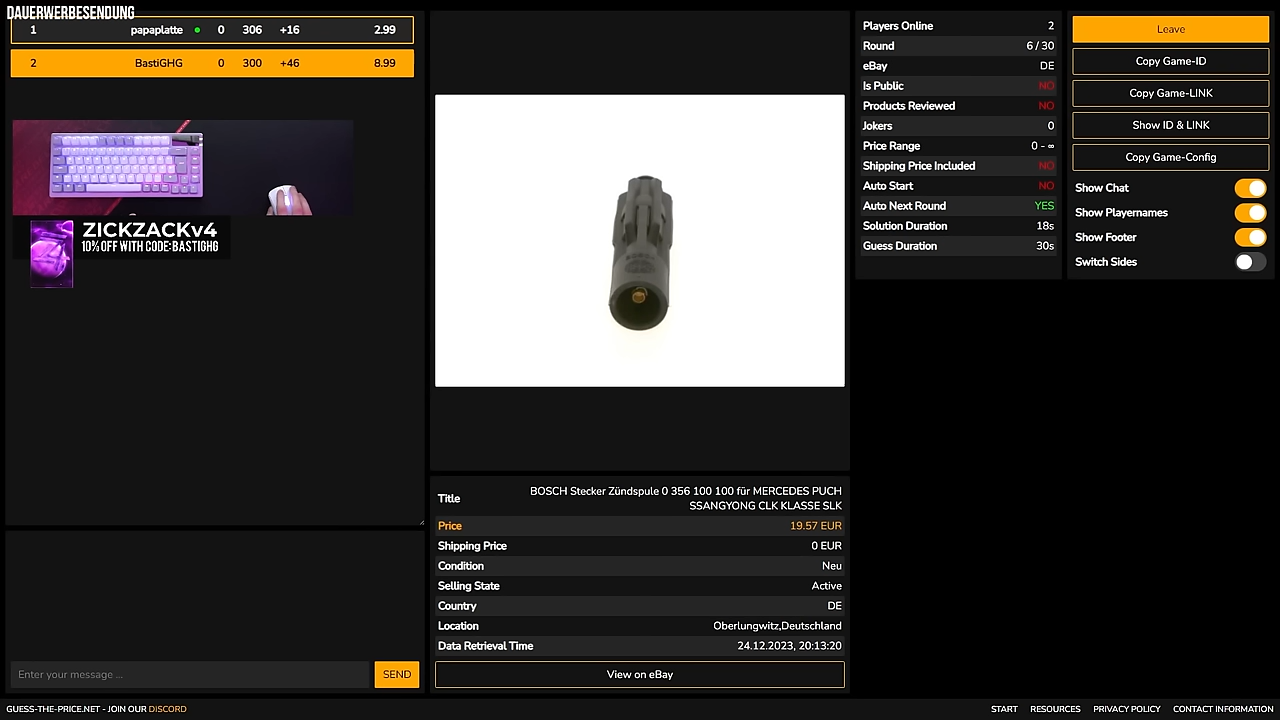 DAUERWERBESENDUNG
1 papaplatte 0 306 +16 2.99
2 BastiGHG 0 300 +46 8.99
ZICKZACKv4
10% OFF WITH CODE:BASTIGHG
Enter your message ...
SEND
Title BOSCH Stecker Zündspule 0 356 100 100 für MERCEDES PUCH
SSANGYONG CLK KLASSE SLK
Price 19.57 EUR
Shipping Price 0 EUR
Condition Neu
Selling State Active
Country DE
Location Oberlungwitz,Deutschland
Data Retrieval Time 24.12.2023, 20:13:20
View on eBay
Players Online 2
Round 6 / 30
eBay DE
Is Public NO
Products Reviewed NO
Jokers 0
Price Range 0 - ∞
Shipping Price Included NO
Auto Start NO
Auto Next Round YES
Solution Duration 18s
Guess Duration 30s
Leave
Copy Game-ID
Copy Game-LINK
Show ID & LINK
Copy Game-Config
Show Chat
Show Playernames
Show Footer
Switch Sides
GUESS-THE-PRICE.NET - JOIN OUR DISCORD
START RESOURCES PRIVACY POLICY CONTACT INFORMATION